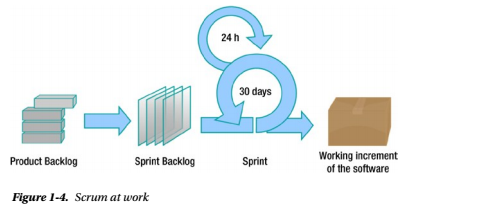 24 h
30 days
Product Backlog
Sprint Backlog
Sprint
Working increment
of the software
Figure 1-4. Scrum at work